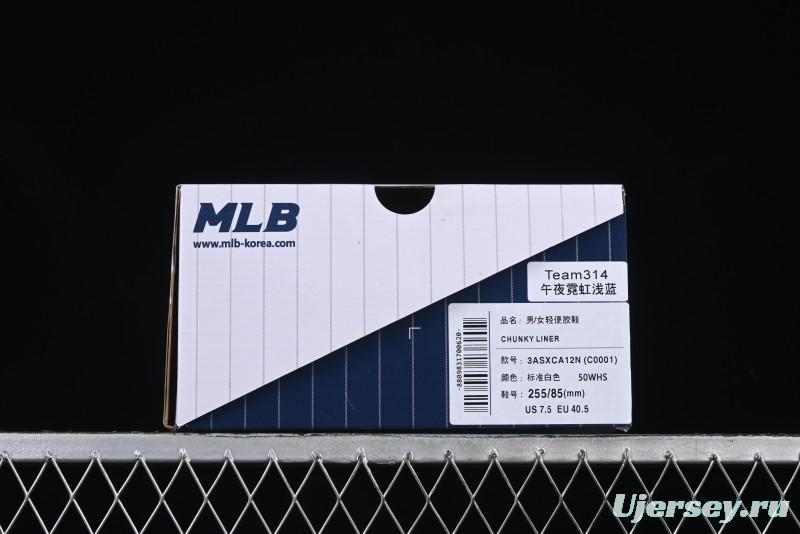 MLB
www.mlb-korea.com
Team314
午夜霓虹浅蓝
品名：男/女轻便胶鞋
CHUNKY LINER
款号：3ASXCA12N (C0001)
颜色：标准白色 50WHS
鞋号：255/85(mm)
US 7.5 EU 40.5
-8809831700620-
Ujersey.ru